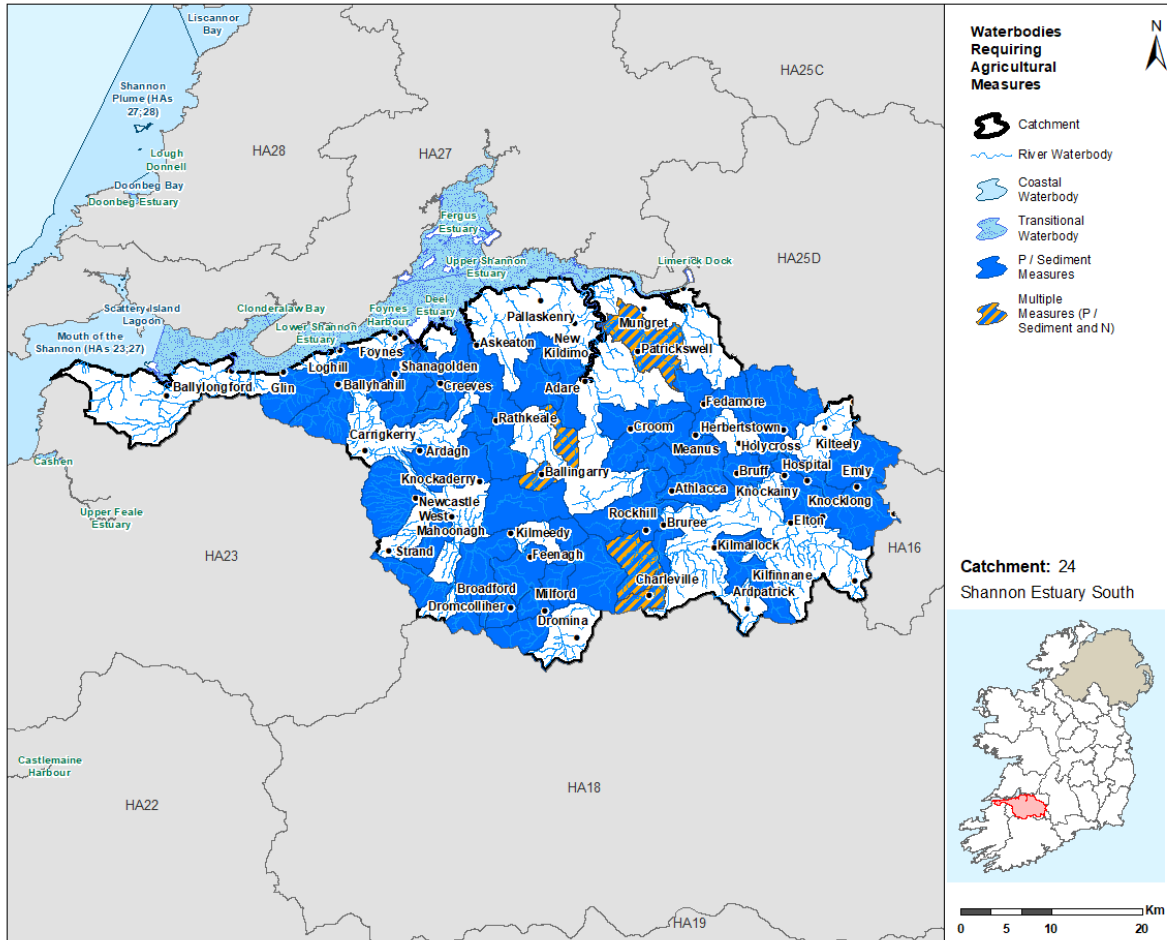 Liscannor
Bay
HA25C
Shannon
Plume (HAs
27;28)
Lough
Donnell
HA28
HA27
Doonbeg Bay
Doonbeg Estuary
Fergus
Estuary
HA25D
Upper Shannon
Estuary
Limerick Dock
Scattery Island
Lagoon
Clonderalaw Bay
Deel
Estuary
Foynes
Harbour
Mouth of the
Shannon (HAs 23;27)
Lower Shannon
Estuary
Pallaskenry
Mungret
New
Kildimo
Askeaton
Patrickswell
Foynes
Loghill
Shanagolden
Ballylongford
Glin
Ballyhahill
Creeves
Adare
Fedamore
Rathkeale
Croom
Herbertstown
Carrigkerry
Meanus
Holycross
Kilteely
Ardagh
Ballingarry
Bruff
Hospital
Emly
Cashen
Knockaderry
Athlacca
Knockainy
Knocklong
Newcastle
West
Upper Feale
Estuary
Mahoonagh
Rockhill
Bruree
Elton
Kilmeedy
HA23
Strand
Feenagh
Kilmallock
HA16
Broadford
Milford
Charleville
Kilfinnane
Dromcolliher
Ardpatrick
Dromina
Castlemaine
Harbour
HA22
HA18
HA19
Waterbodies
Requiring
Agricultural
Measures
N
Catchment
River Waterbody
Coastal
Waterbody
Transitional
Waterbody
P / Sediment
Measures
Multiple
Measures (P /
Sediment and N)
Catchment: 24
Shannon Estuary South
Km
0 5 10 20